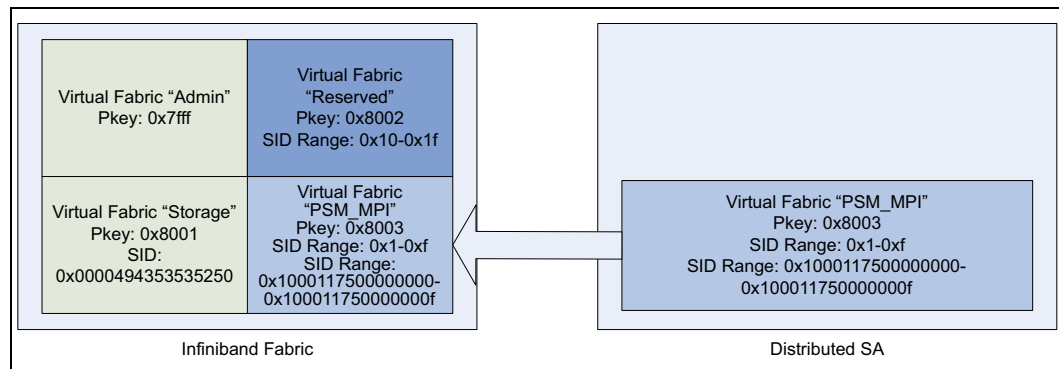 Virtual Fabric “Admin”
Pkey: 0x7fff
Virtual Fabric
“Reserved”
Pkey: 0x8002
SID Range: 0x10-0x1f
Virtual Fabric “Storage”
Pkey: 0x8001
SID:
0x0000494353535250
Virtual Fabric
“PSM_MPI”
Pkey: 0x8003
SID Range: 0x1-0xf
SID Range:
0x1000117500000000-
0x100011750000000f
Infiniband Fabric
Virtual Fabric “PSM_MPI”
Pkey: 0x8003
SID Range: 0x1-0xf
SID Range: 0x1000117500000000-
0x100011750000000f
Distributed SA